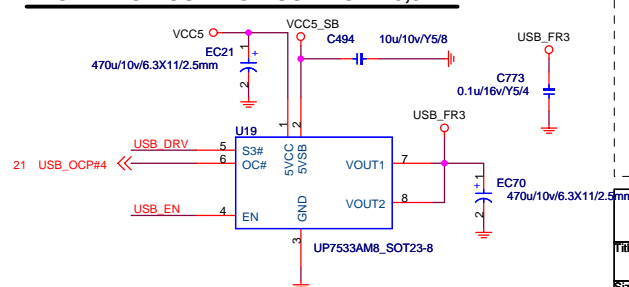 VCC5
VCC5_SB
EC21
470u/10v/6.3X11/2.5mm
+
1
2
C494
10u/10v/Y5/8
USB_FR3
C773
0.1u/16v/Y5/4
USB_FR3
U19
1
2
5VCC
5VSB
USB_DRV
5
S3#
21
USB_OCP#4
6
OC#
USB_EN
4
EN
VOUT1
7
VOUT2
8
GND
3
UP7533AM8_SOT23-8
+
1
2
EC70
470u/10v/6.3X11/2.5mm